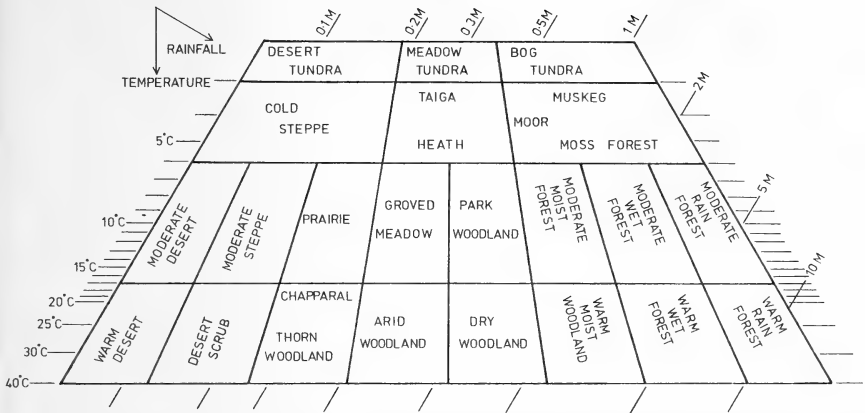 0·1M 0·2M 0·3M 0·5M 1M
RAINFALL
TEMPERATURE
DESERT
TUNDRA
MEADOW
TUNDRA
BOG
TUNDRA
2M
COLD
STEPPE
TAIGA
HEATH
MUSKEG
MOOR
MOSS FOREST
5°C
5M
MODERATE
DESERT
MODERATE
STEPPE
PRAIRIE
GROVED
MEADOW
PARK
WOODLAND
MODERATE
MOIST
FOREST
MODERATE
WET
FOREST
MODERATE
RAIN
FOREST
10°C
15°C
10M
20°C
25°C
30°C
40°C
WARM
DESERT
DESERT
SCRUB
CHAPPARAL
THORN
WOODLAND
ARID
WOODLAND
DRY
WOODLAND
WARM
MOIST
WOODLAND
WARM
WET
FOREST
WARM
RAIN
FOREST